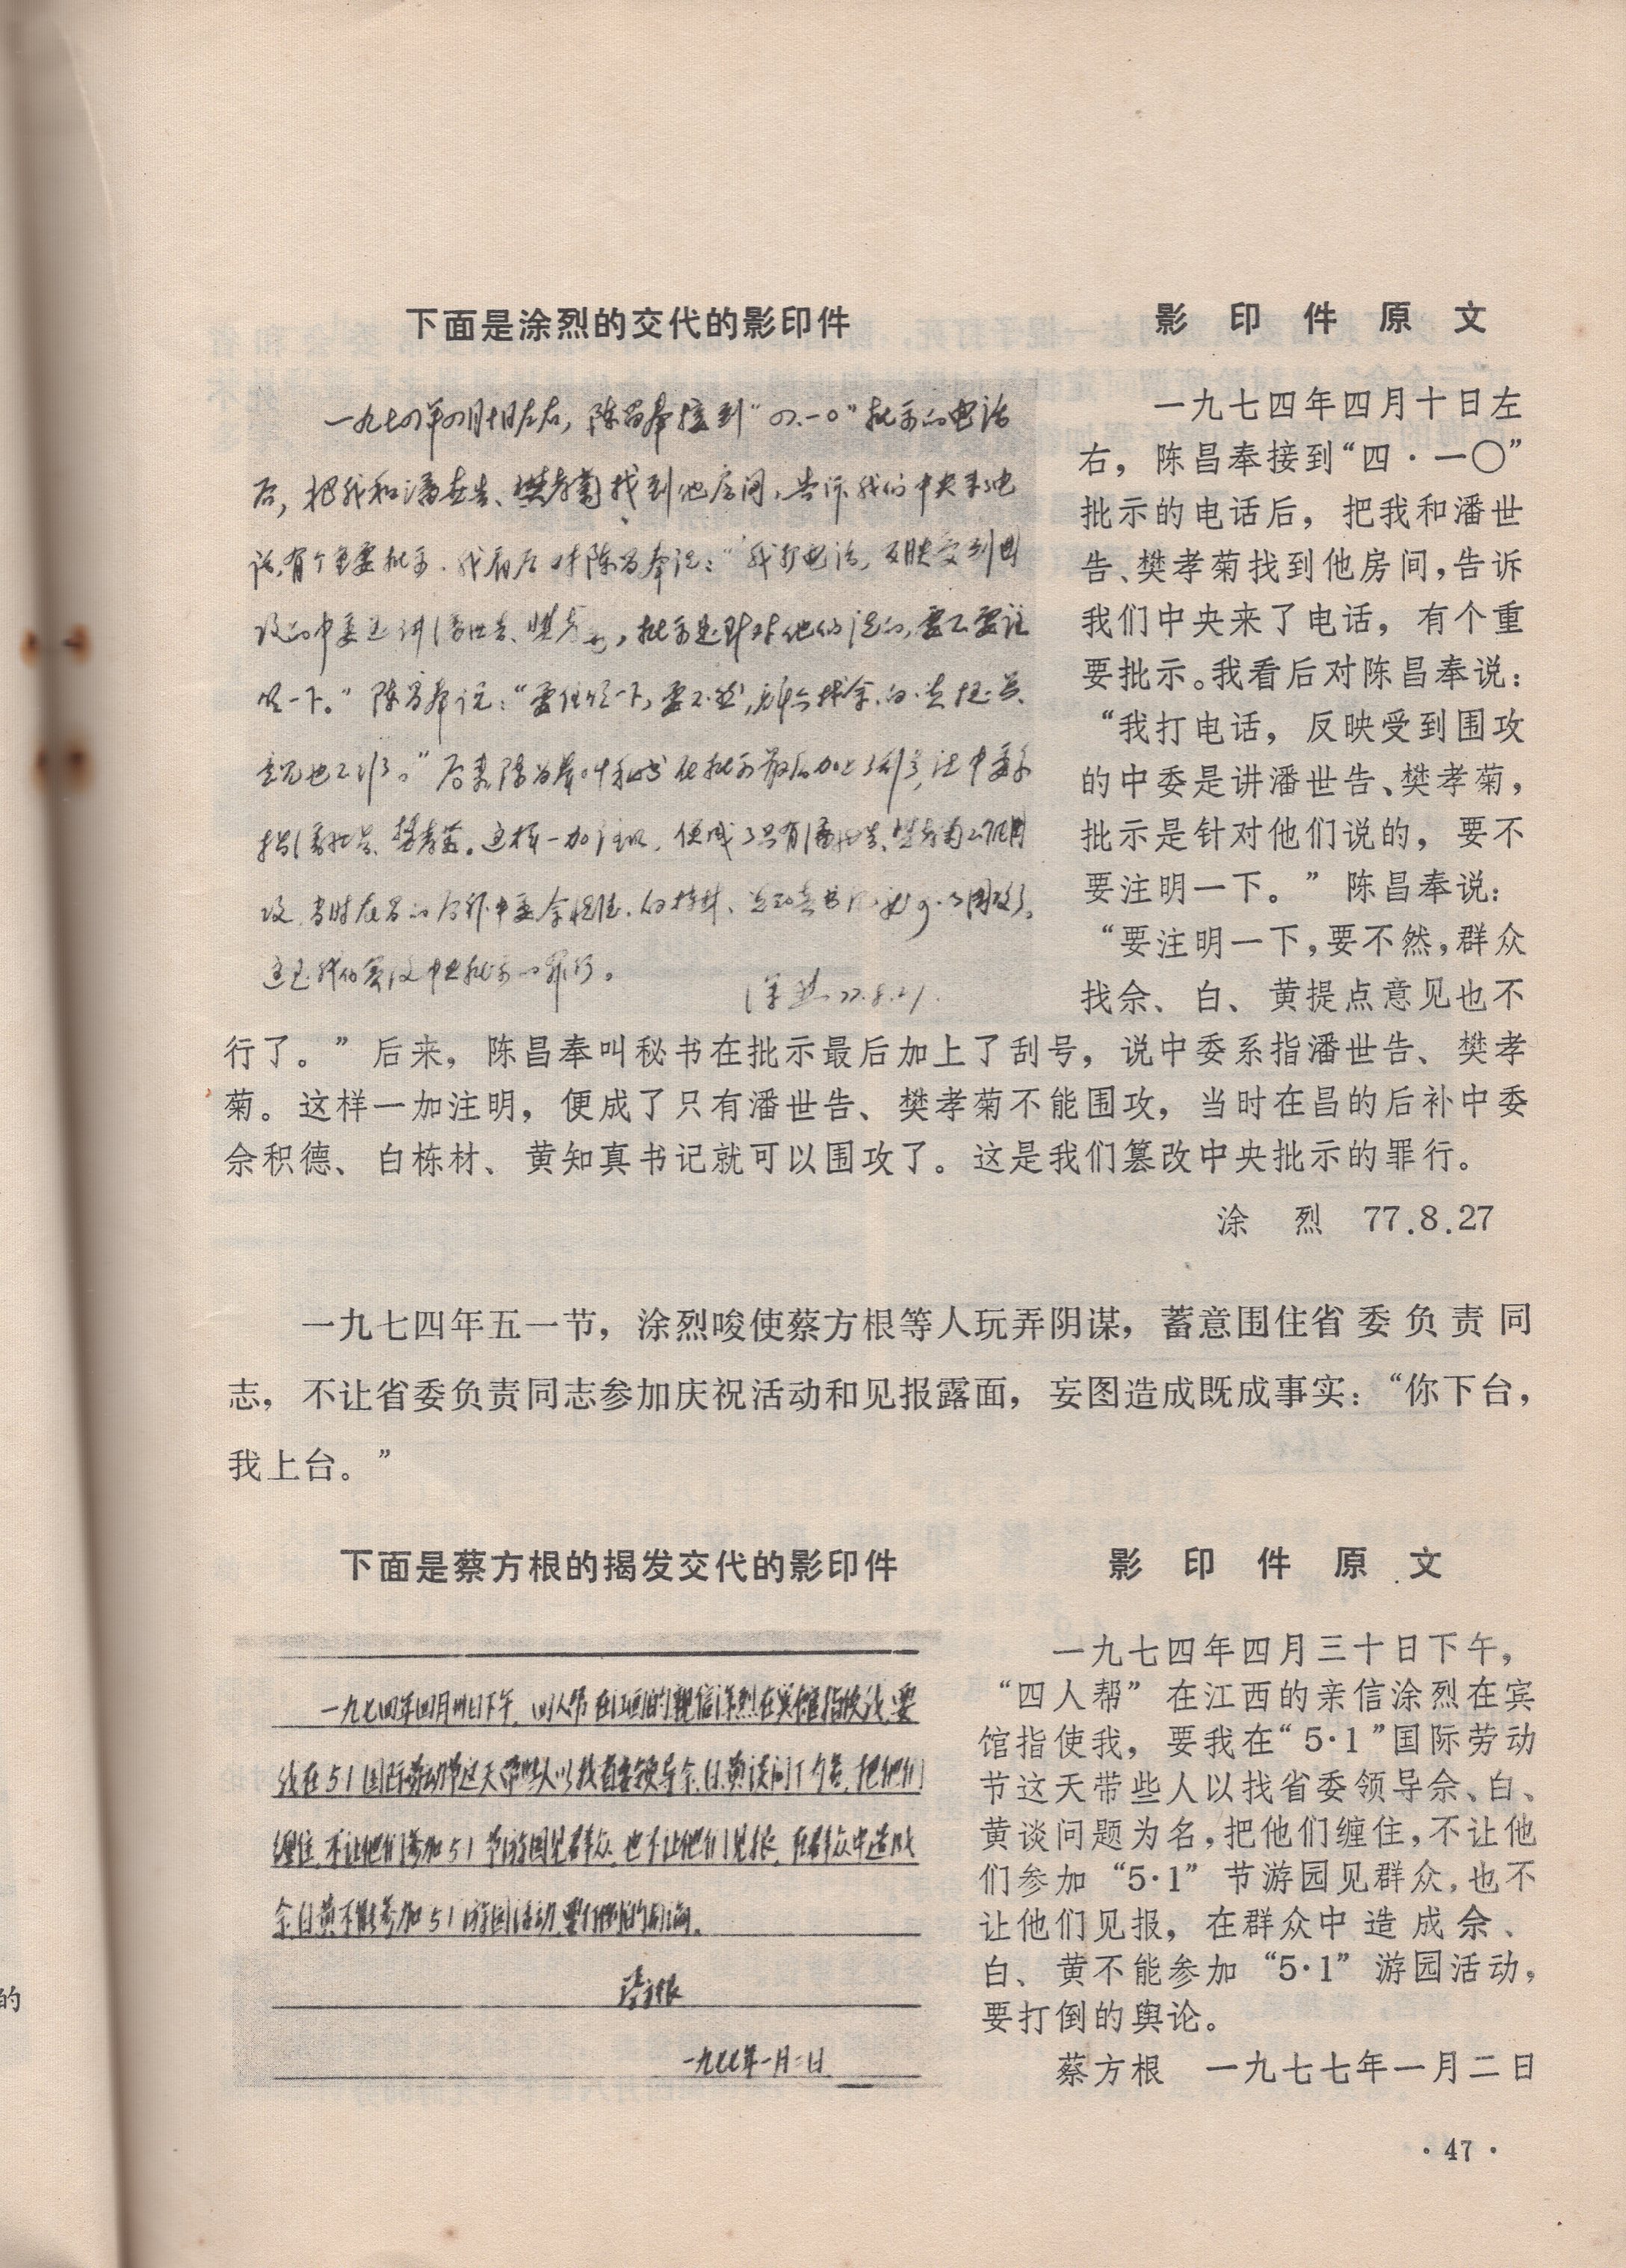 下面是涂烈的交代的影印件
一九七四年四月十日左右，陈昌奉接到“四.一〇”批示的电话
后，把我和潘世告、樊孝菊找到他房间，告诉我们中央来了电
话，有个重要批示。我看后对陈昌奉说：“我打电话，反映受到围
攻的中委是讲潘世告、樊孝菊，批示是针对他们说的，要不要注
明一下。”陈昌奉说：“要注明一下，要不然，群众找佘、白、黄提点
意见也不行了。”后来陈昌奉叫秘书在批示最后加上了刮号，说中委系
指潘世告、樊孝菊。这样一加注明，便成了只有潘世告、樊孝菊不能围
攻，当时在昌的后补中委佘积德、白栋材、黄知真书记就可以围攻了。
这是我们篡改中央批示的罪行。
涂烈 77.8.27
影印件原文
一九七四年四月十日左
右，陈昌奉接到“四·一〇”
批示的电话后，把我和潘世
告、樊孝菊找到他房间，告诉
我们中央来了电话，有个重
要批示。我看后对陈昌奉说：
“我打电话，反映受到围攻
的中委是讲潘世告、樊孝菊，
批示是针对他们说的，要不
要注明一下。”陈昌奉说：
“要注明一下，要不然，群众
找佘、白、黄提点意见也不
行了。”后来，陈昌奉叫秘书在批示最后加上了刮号，说中委系指潘世告、樊孝
菊。这样一加注明，便成了只有潘世告、樊孝菊不能围攻，当时在昌的后补中委
佘积德、白栋材、黄知真书记就可以围攻了。这是我们篡改中央批示的罪行。
涂 烈 77.8.27
一九七四年五一节，涂烈唆使蔡方根等人玩弄阴谋，蓄意围住省委负责同
志，不让省委负责同志参加庆祝活动和见报露面，妄图造成既成事实：“你下台，
我上台。”
下面是蔡方根的揭发交代的影印件
一九七四年四月卅日下午，四人帮在江西的亲信涂烈在宾馆指使我，要
我在51国际劳动节这天带些人以找省委领导佘、白、黄谈问题为名，把他们
缠住，不让他们参加51节游园见群众，也不让他们见报，在群众中造成
佘、白、黄不能参加51游园活动，要打倒的舆论。
蔡方根
一九七七年一月二日
影印件原文
一九七四年四月三十日下午，
“四人帮”在江西的亲信涂烈在宾
馆指使我，要我在“5·1”国际劳动
节这天带些人以找省委领导佘、白、
黄谈问题为名，把他们缠住，不让他
们参加“5·1”节游园见群众，也不
让他们见报，在群众中造成佘、
白、黄不能参加“5·1”游园活动，
要打倒的舆论。
蔡方根 一九七七年一月二日
的
·47·